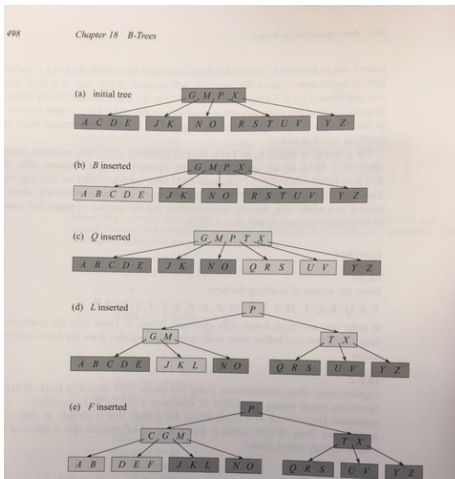 498 Chapter 18 B-Trees
(a) initial tree
G M P X
A C D E J K N O R S T U V Y Z
(b) B inserted
G M P X
A B C D E J K N O R S T U V Y Z
(c) Q inserted
G M P T X
A B C D E J K N O Q R S U V Y Z
(d) L inserted
P
G M T X
A B C D E J K L N O Q R S U V Y Z
(e) F inserted
P
C G M T X
A B D E F J K L N O Q R S U V Y Z